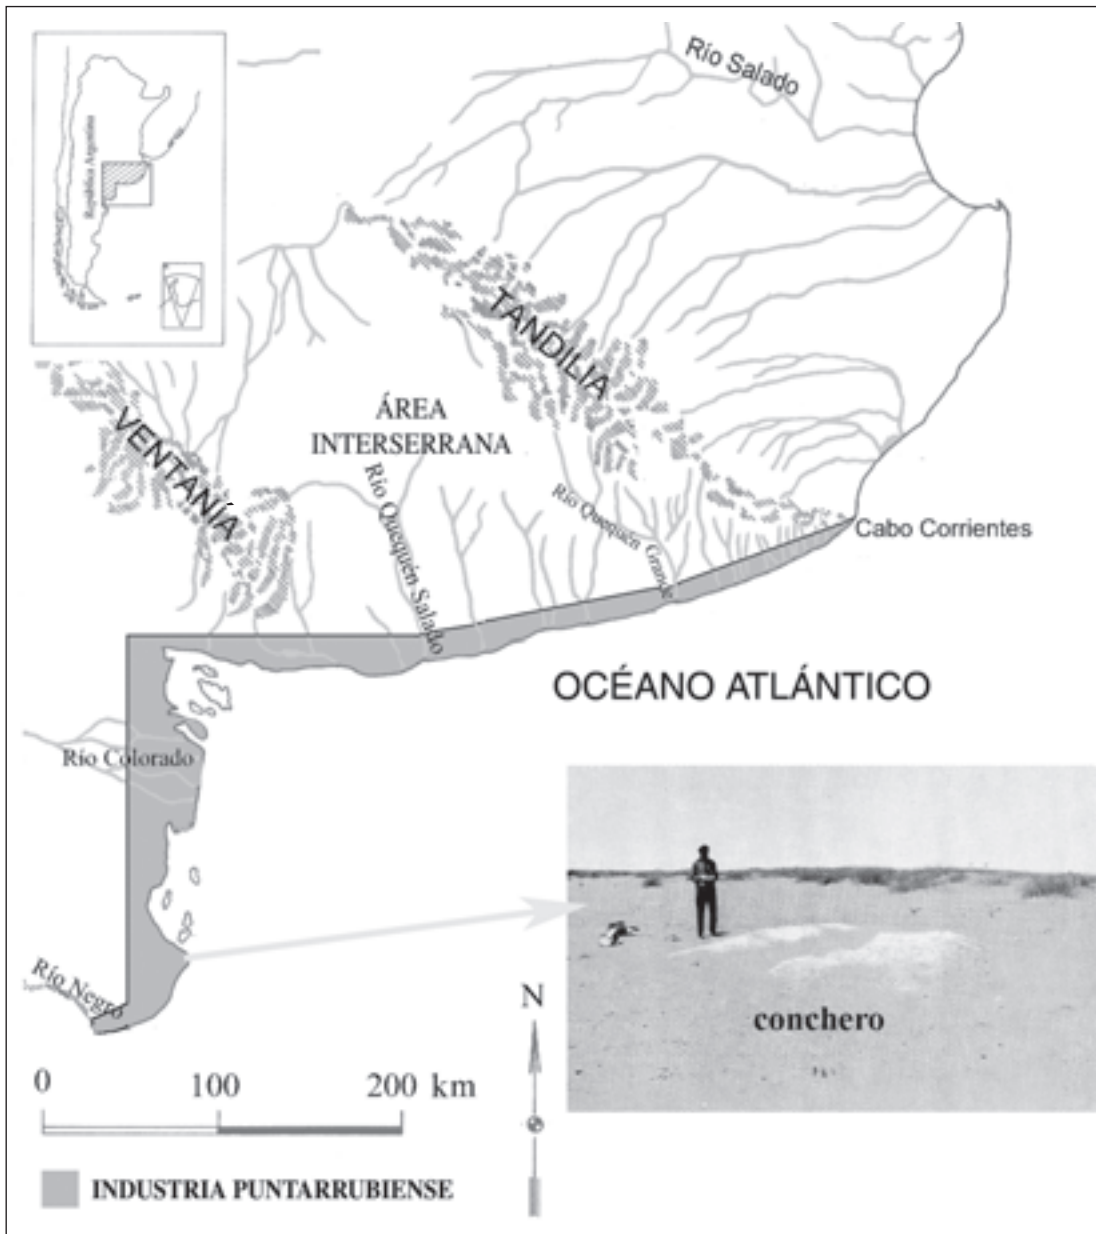 República Argentina
Río Salado
TANDILIA
VENTANÍA
ÁREA
INTERSERRANA
Río Quequén Salado
Río Quequén Grande
Cabo Corrientes
OCÉANO ATLÁNTICO
Río Colorado
Río Negro
conchero
N
0 100 200 km
INDUSTRIA PUNTARRUBIENSE